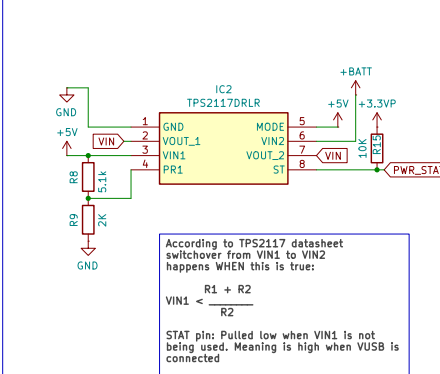 +BATT
IC2
TPS2117DRLR
GND
+5V
+3.3VP
1 GND MODE 5
+5V
VIN 2 VOUT_1 VIN2 6
3 VIN1 VOUT_2 7 VIN
4 PR1 ST 8
10K R15
PWR_STA
R8 5.1k
R9 2K
GND
According to TPS2117 datasheet
switchover from VIN1 to VIN2
happens WHEN this is true:
R1 + R2
VIN1 < _______
R2
STAT pin: Pulled low when VIN1 is not
being used. Meaning is high when VUSB is
connected